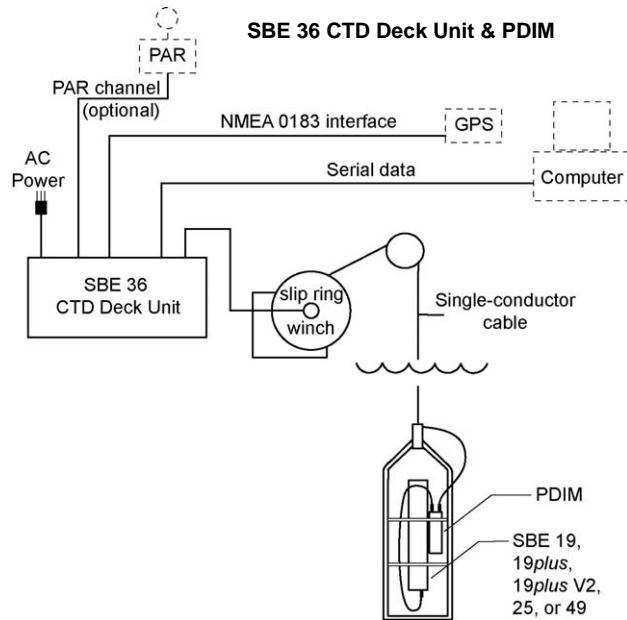 SBE 36 CTD Deck Unit & PDIM
PAR
PAR channel
(optional)
NMEA 0183 interface
GPS
AC
Power
Serial data
Computer
SBE 36
CTD Deck Unit
slip ring
winch
Single-conductor
cable
PDIM
SBE 19,
19plus,
19plus V2,
25, or 49